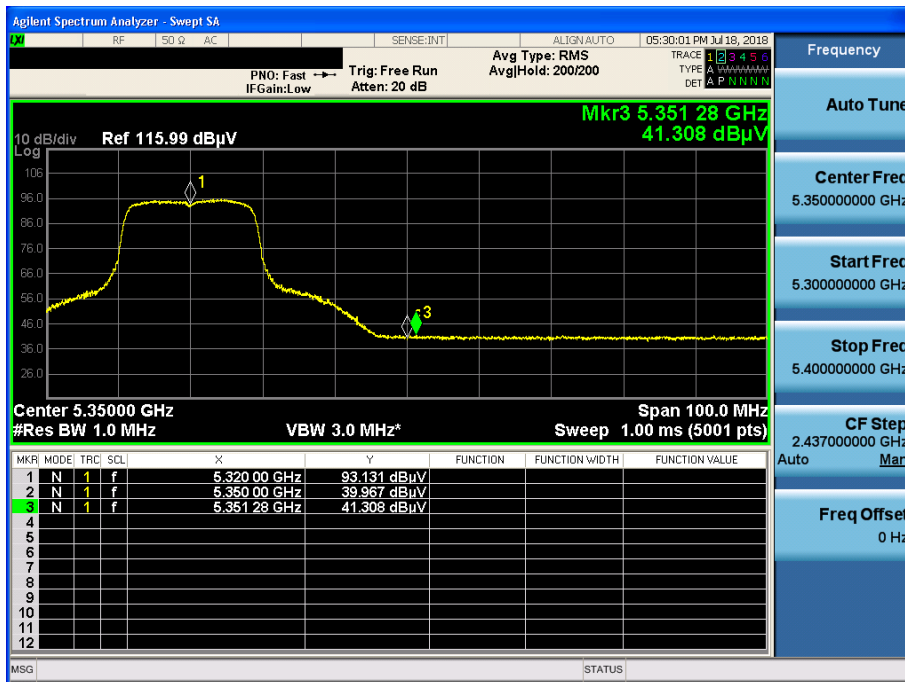 Agilent Spectrum Analyzer - Swept SA
LXI RF 50 Ω AC SENSE:INT ALIGN AUTO 05:30:01 PM Jul 18, 2018
PNO: Fast Trig: Free Run Avg Type: RMS TRACE 1 2 3 4 5 6
IFGain:Low Atten: 20 dB Avg|Hold: 200/200 TYPE A WWWWW
DET A P N N N N
Mkr3 5.351 28 GHz
41.308 dBµV
10 dB/div Ref 115.99 dBµV
Log
106
96.0
86.0
76.0
66.0
56.0
46.0
36.0
26.0
1
3
Center 5.35000 GHz Span 100.0 MHz
#Res BW 1.0 MHz VBW 3.0 MHz* Sweep 1.00 ms (5001 pts)
MKR MODE TRC SCL X Y FUNCTION FUNCTION WIDTH FUNCTION VALUE
1 N 1 f 5.320 00 GHz 93.131 dBµV
2 N 1 f 5.350 00 GHz 39.967 dBµV
3 N 1 f 5.351 28 GHz 41.308 dBµV
4
5
6
7
8
9
10
11
12
MSG STATUS
Frequency
Auto Tune
Center Freq
5.350000000 GHz
Start Freq
5.300000000 GHz
Stop Freq
5.400000000 GHz
CF Step
2.437000000 GHz
Auto Man
Freq Offset
0 Hz